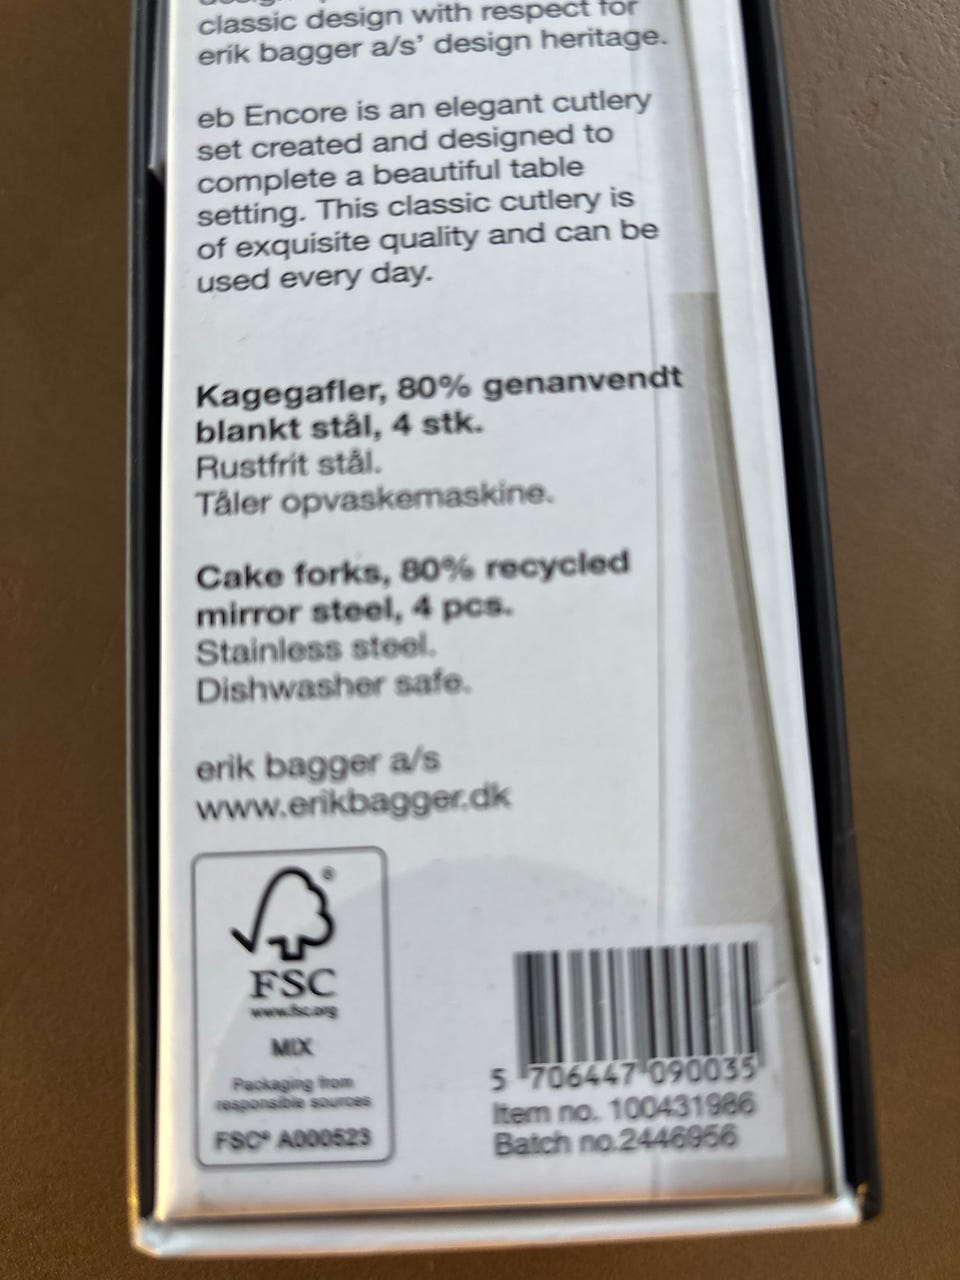 classic design with respect for
erik bagger a/s' design heritage.
eb Encore is an elegant cutlery
set created and designed to
complete a beautiful table
setting. This classic cutlery is
of exquisite quality and can be
used every day.
Kagegafler, 80% genanvendt
blankt stål, 4 stk.
Rustfrit stål.
Tåler opvaskemaskine.
Cake forks, 80% recycled
mirror steel, 4 pcs.
Stainless steel.
Dishwasher safe.
erik bagger a/s
www.erikbagger.dk
®
FSC
www.fsc.org
MIX
Packaging from
responsible sources
FSC® A000523
5 706447 090035
Item no. 100431986
Batch no.2446956